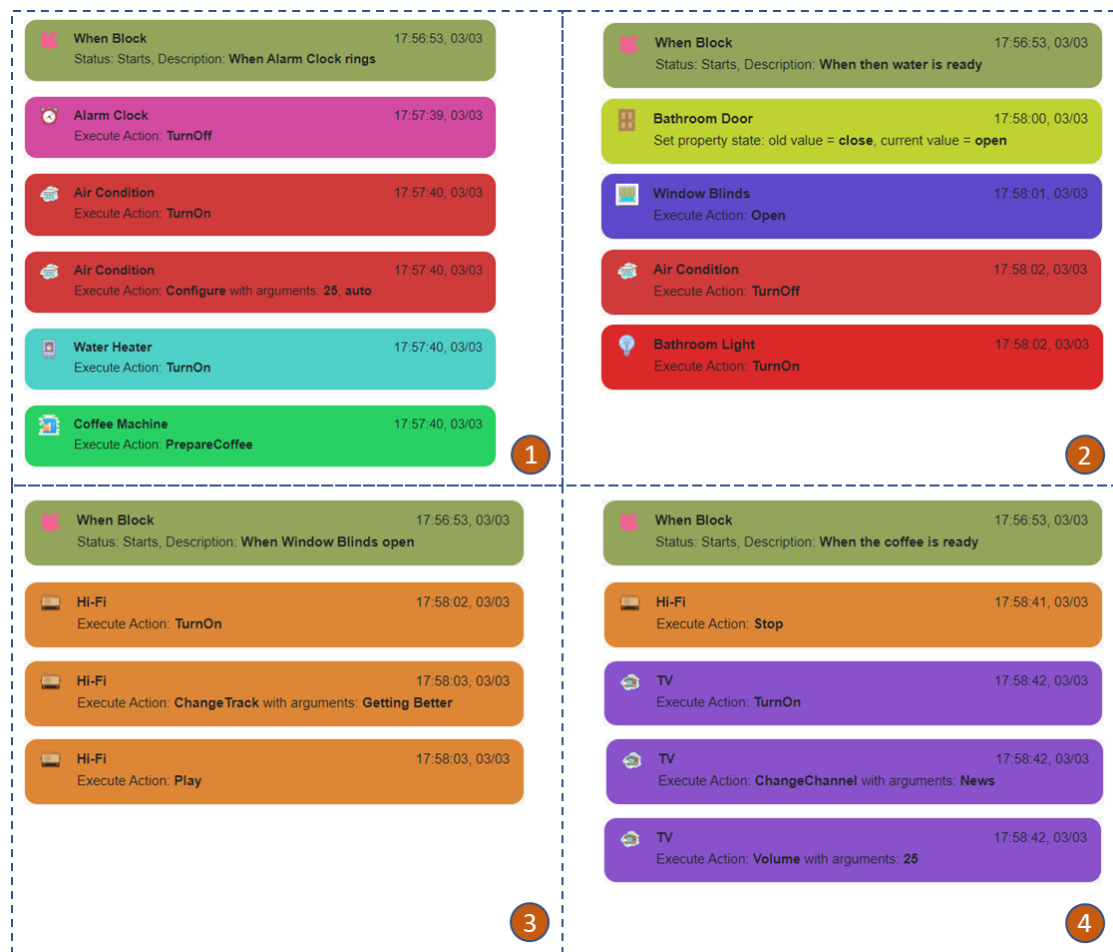 When Block 17:56:53, 03/03
Status: Starts, Description: When Alarm Clock rings
Alarm Clock 17:57:39, 03/03
Execute Action: TurnOff
Air Condition 17:57:40, 03/03
Execute Action: TurnOn
Air Condition 17:57:40, 03/03
Execute Action: Configure with arguments: 25, auto
Water Heater 17:57:40, 03/03
Execute Action: TurnOn
Coffee Machine 17:57:40, 03/03
Execute Action: PrepareCoffee
1
When Block 17:56:53, 03/03
Status: Starts, Description: When then water is ready
Bathroom Door 17:58:00, 03/03
Set property state: old value = close, current value = open
Window Blinds 17:58:01, 03/03
Execute Action: Open
Air Condition 17:58:02, 03/03
Execute Action: TurnOff
Bathroom Light 17:58:02, 03/03
Execute Action: TurnOn
2
When Block 17:56:53, 03/03
Status: Starts, Description: When Window Blinds open
Hi-Fi 17:58:02, 03/03
Execute Action: TurnOn
Hi-Fi 17:58:03, 03/03
Execute Action: ChangeTrack with arguments: Getting Better
Hi-Fi 17:58:03, 03/03
Execute Action: Play
3
When Block 17:56:53, 03/03
Status: Starts, Description: When the coffee is ready
Hi-Fi 17:58:41, 03/03
Execute Action: Stop
TV 17:58:42, 03/03
Execute Action: TurnOn
TV 17:58:42, 03/03
Execute Action: ChangeChannel with arguments: News
TV 17:58:42, 03/03
Execute Action: Volume with arguments: 25
4